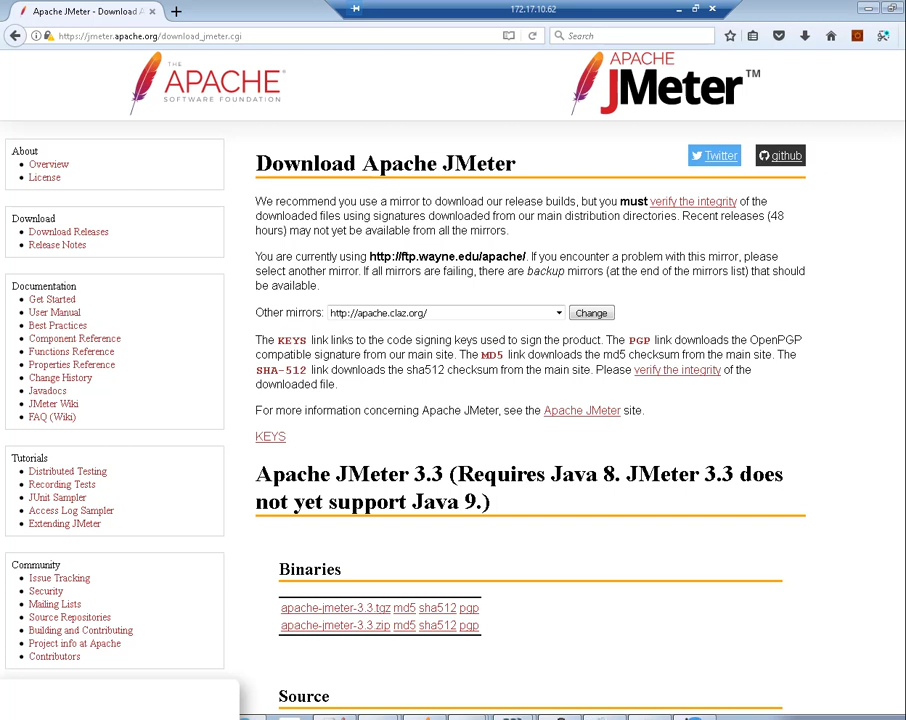 Apache JMeter - Download A
172.17.10.62
https://jmeter.apache.org/download_jmeter.cgi
Search
THE
APACHE®
SOFTWARE FOUNDATION
APACHE
JMeter™
About
Overview
License
Download
Download Releases
Release Notes
Documentation
Get Started
User Manual
Best Practices
Component Reference
Functions Reference
Properties Reference
Change History
Javadocs
JMeter Wiki
FAQ (Wiki)
Tutorials
Distributed Testing
Recording Tests
JUnit Sampler
Access Log Sampler
Extending JMeter
Community
Issue Tracking
Security
Mailing Lists
Source Repositories
Building and Contributing
Project info at Apache
Contributors
Download Apache JMeter
Twitter
github
We recommend you use a mirror to download our release builds, but you must verify the integrity of the
downloaded files using signatures downloaded from our main distribution directories. Recent releases (48
hours) may not yet be available from all the mirrors.
You are currently using http://ftp.wayne.edu/apache/. If you encounter a problem with this mirror, please
select another mirror. If all mirrors are failing, there are backup mirrors (at the end of the mirrors list) that should
be available.
Other mirrors: http://apache.claz.org/ Change
The KEYS link links to the code signing keys used to sign the product. The PGP link downloads the OpenPGP
compatible signature from our main site. The MD5 link downloads the md5 checksum from the main site. The
SHA-512 link downloads the sha512 checksum from the main site. Please verify the integrity of the
downloaded file.
For more information concerning Apache JMeter, see the Apache JMeter site.
KEYS
Apache JMeter 3.3 (Requires Java 8. JMeter 3.3 does
not yet support Java 9.)
Binaries
apache-jmeter-3.3.tgz md5 sha512 pgp
apache-jmeter-3.3.zip md5 sha512 pgp
Source